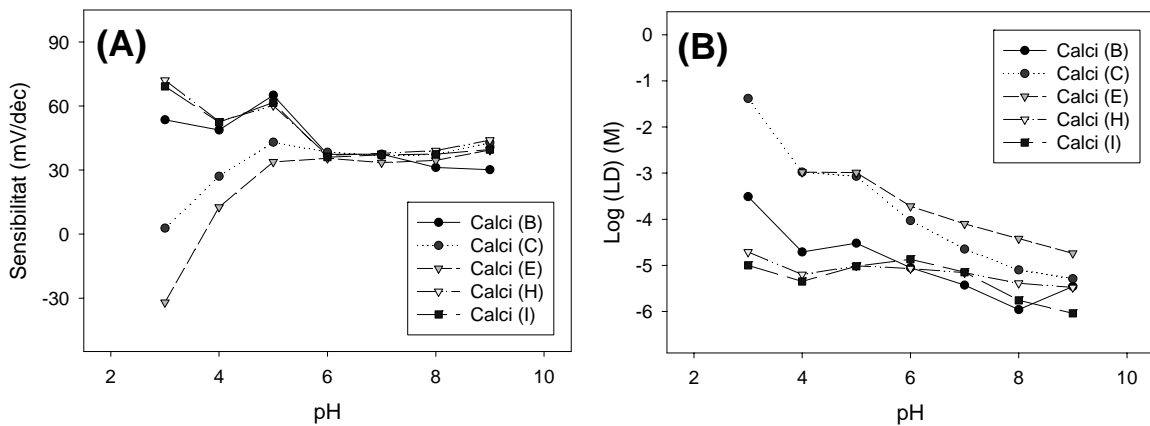 (A)
Sensibilitat (mV/dèc)
90
60
30
0
-30
2
4
6
8
10
pH
Calci (B)
Calci (C)
Calci (E)
Calci (H)
Calci (I)
(B)
Log (LD) (M)
0
-1
-2
-3
-4
-5
-6
2
4
6
8
10
pH
Calci (B)
Calci (C)
Calci (E)
Calci (H)
Calci (I)